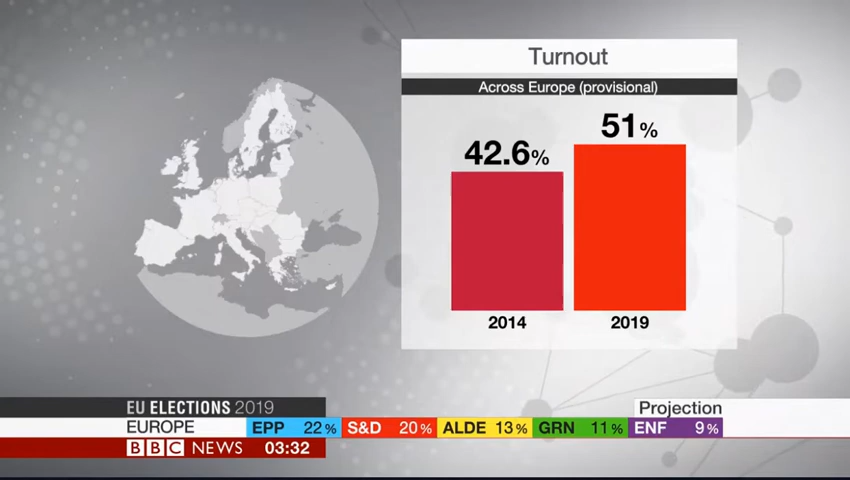 Turnout
Across Europe (provisional)
42.6%
51%
2014
2019
EU ELECTIONS 2019
Projection
EUROPE EPP 22% S&D 20% ALDE 13% GRN 11% ENF 9%
BBC NEWS 03:32